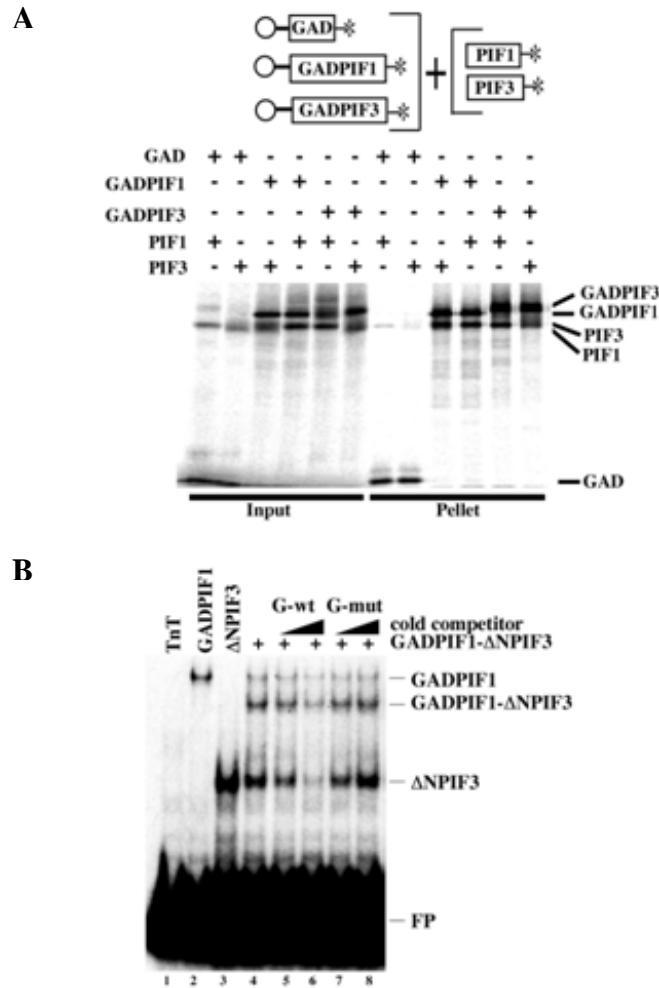 A
GAD
GADPIF1
GADPIF3
+
PIF1
PIF3
GAD + + - - - - + + - - - -
GADPIF1 - - + + - - - - + + - -
GADPIF3 - - - - + + - - - - + +
PIF1 + - - + + - + - - + + -
PIF3 - + + - - + - + + - - +
GADPIF3
GADPIF1
PIF3
PIF1
GAD
Input Pellet
B
TnT
GADPIF1
ΔNPIF3
G-wt G-mut
cold competitor
+ + + + + GADPIF1-ΔNPIF3
GADPIF1
GADPIF1-ΔNPIF3
ΔNPIF3
FP
1 2 3 4 5 6 7 8